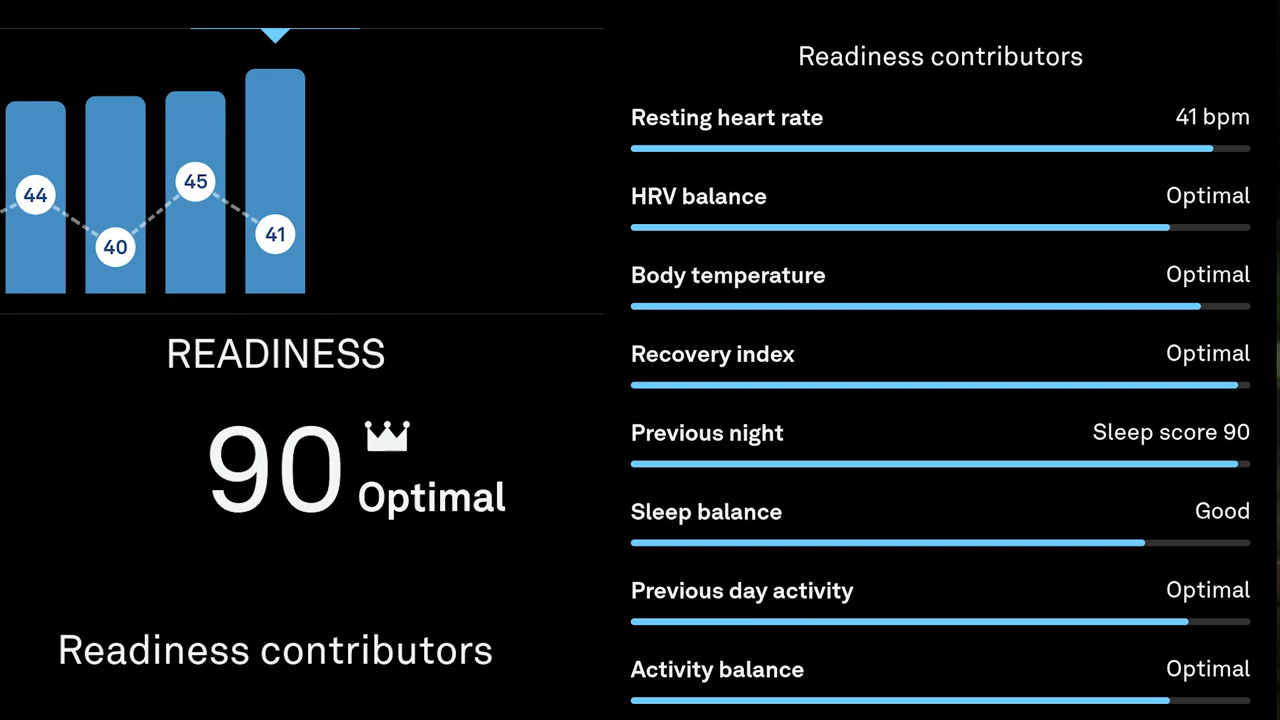 44
40
45
41
READINESS
90
Optimal
Readiness contributors
Readiness contributors
Resting heart rate 41 bpm
HRV balance Optimal
Body temperature Optimal
Recovery index Optimal
Previous night Sleep score 90
Sleep balance Good
Previous day activity Optimal
Activity balance Optimal